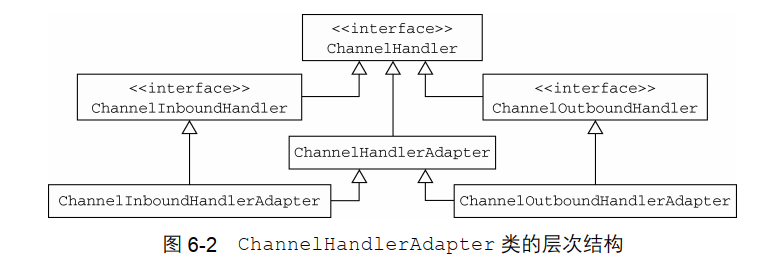 <<interface>>
ChannelHandler
<<interface>>
ChannelInboundHandler
<<interface>>
ChannelOutboundHandler
ChannelHandlerAdapter
ChannelInboundHandlerAdapter
ChannelOutboundHandlerAdapter
图 6-2 ChannelHandlerAdapter 类的层次结构